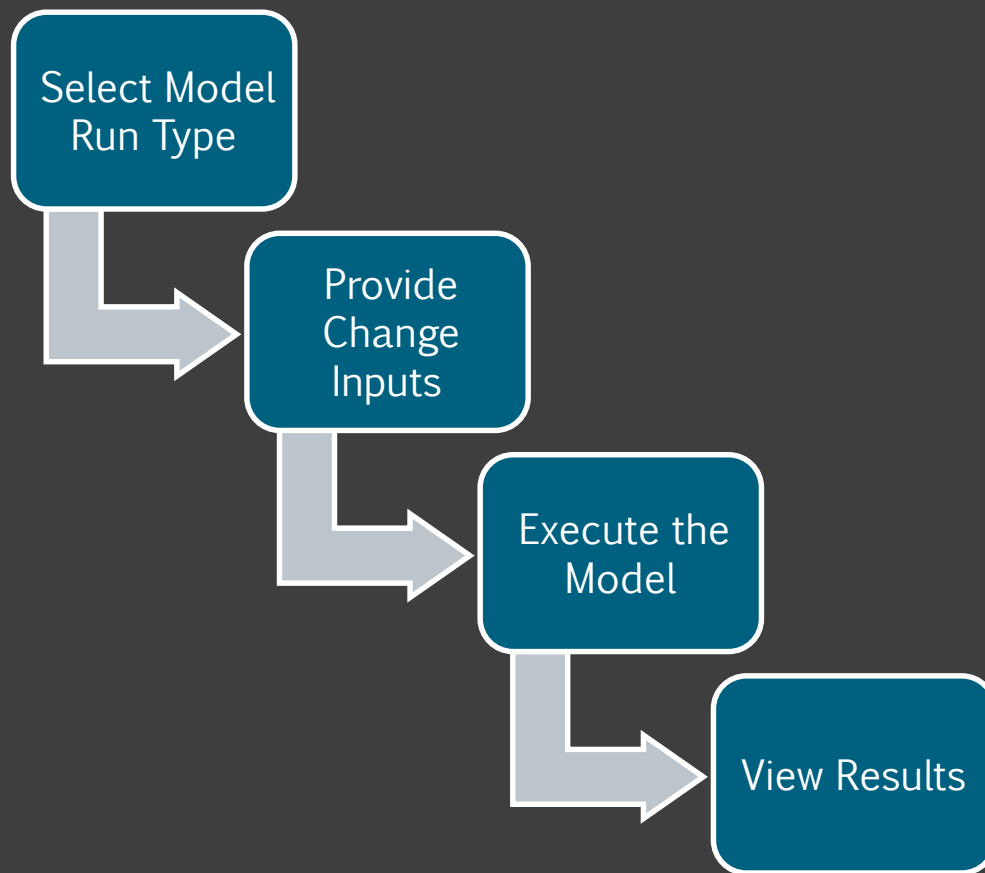 Select Model
Run Type
Provide
Change
Inputs
Execute the
Model
View Results